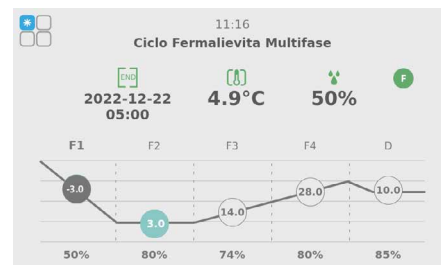 11:16
Ciclo Fermalievita Multifase
END
2022-12-22
05:00
4.9°C
50%
F
F1 F2 F3 F4 D
-3.0 3.0 14.0 28.0 10.0
50% 80% 74% 80% 85%